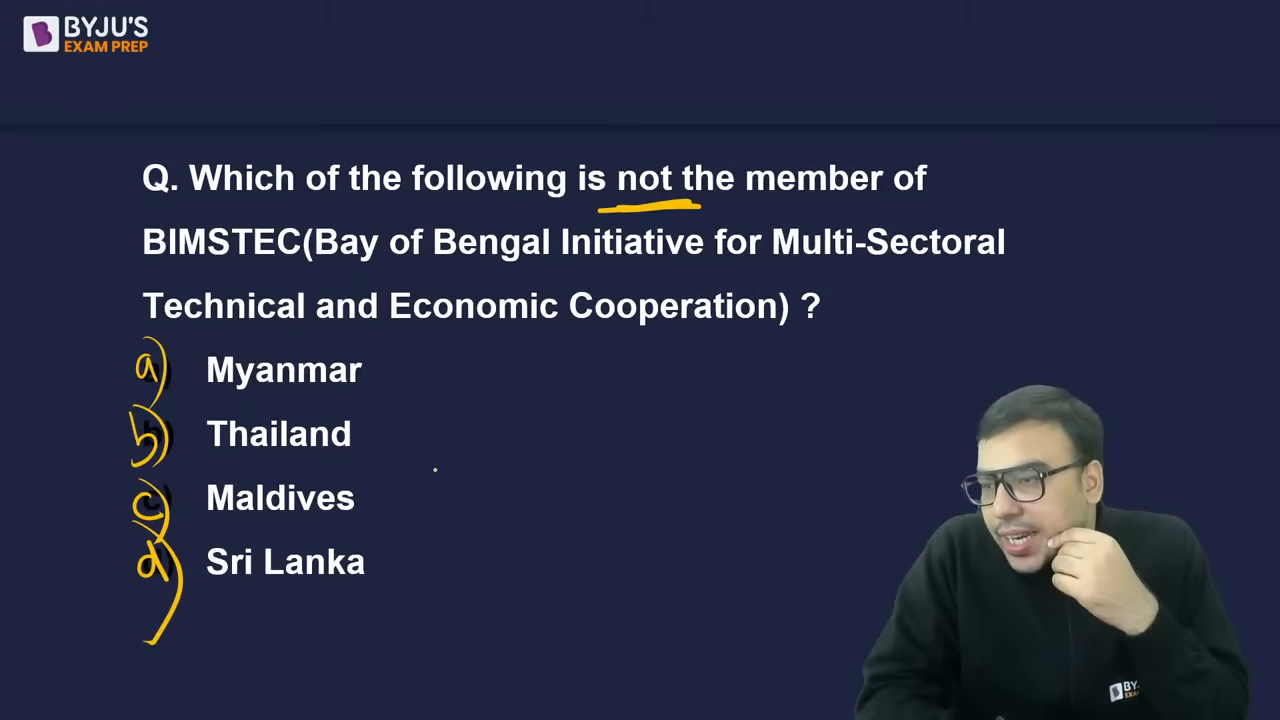 BYJU'S
EXAM PREP
Q. Which of the following is not the member of
BIMSTEC(Bay of Bengal Initiative for Multi-Sectoral
Technical and Economic Cooperation) ?
a) Myanmar
b) Thailand
c) Maldives
d) Sri Lanka
BYJ